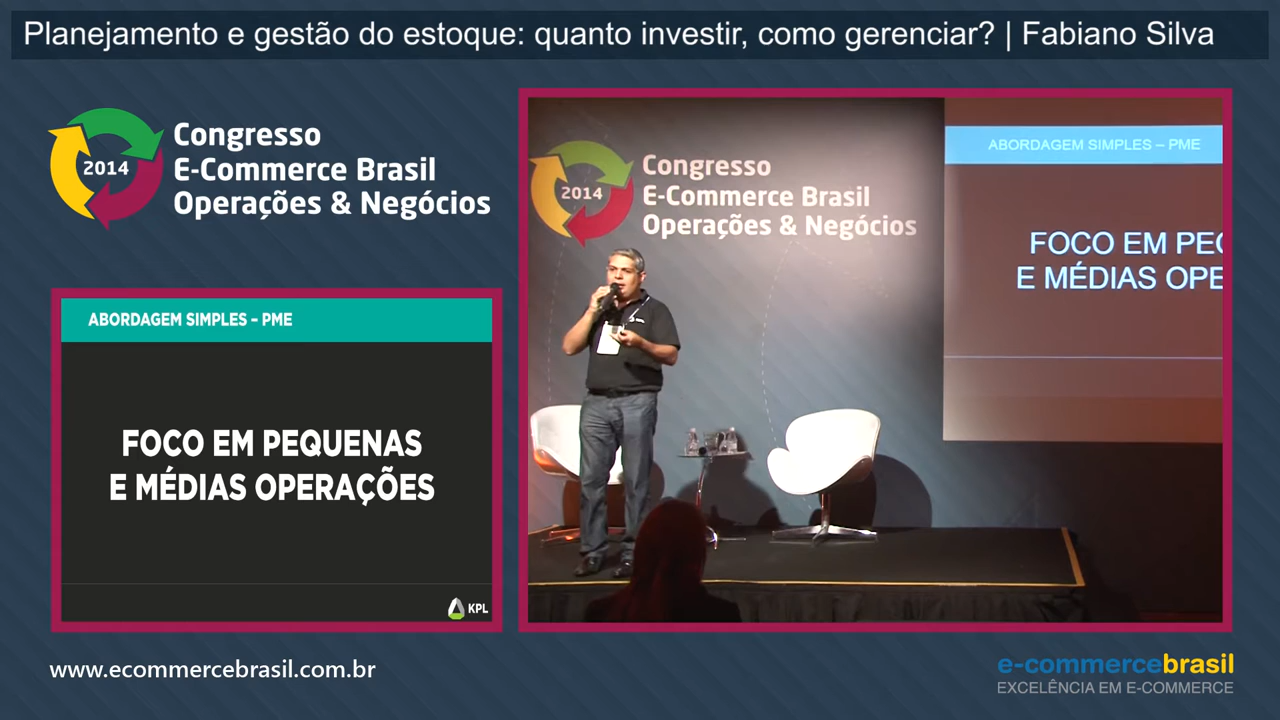 Planejamento e gestão do estoque: quanto investir, como gerenciar? | Fabiano Silva
2014
Congresso
E-Commerce Brasil
Operações & Negócios
2014
Congresso
E-Commerce Brasil
Operações & Negócios
ABORDAGEM SIMPLES – PME
FOCO EM PEQ
E MÉDIAS OPE
ABORDAGEM SIMPLES – PME
FOCO EM PEQUENAS
E MÉDIAS OPERAÇÕES
KPL
www.ecommercebrasil.com.br
e-commercebrasil
EXCELÊNCIA EM E-COMMERCE